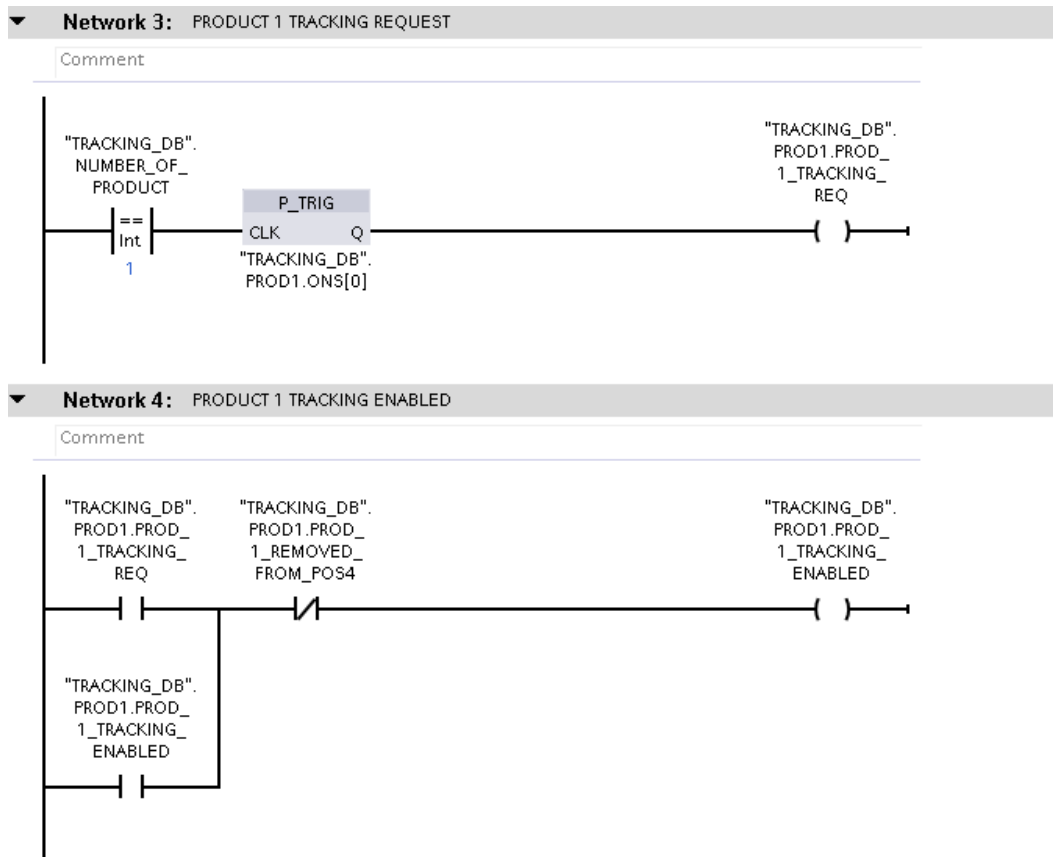 Network 3: PRODUCT 1 TRACKING REQUEST
Comment
"TRACKING_DB".
NUMBER_OF_
PRODUCT
==
Int
1
P_TRIG
CLK Q
"TRACKING_DB".
PROD1.ONS[0]
"TRACKING_DB".
PROD1.PROD_
1_TRACKING_
REQ
Network 4: PRODUCT 1 TRACKING ENABLED
Comment
"TRACKING_DB".
PROD1.PROD_
1_TRACKING_
REQ
"TRACKING_DB".
PROD1.PROD_
1_REMOVED_
FROM_POS4
"TRACKING_DB".
PROD1.PROD_
1_TRACKING_
ENABLED
"TRACKING_DB".
PROD1.PROD_
1_TRACKING_
ENABLED